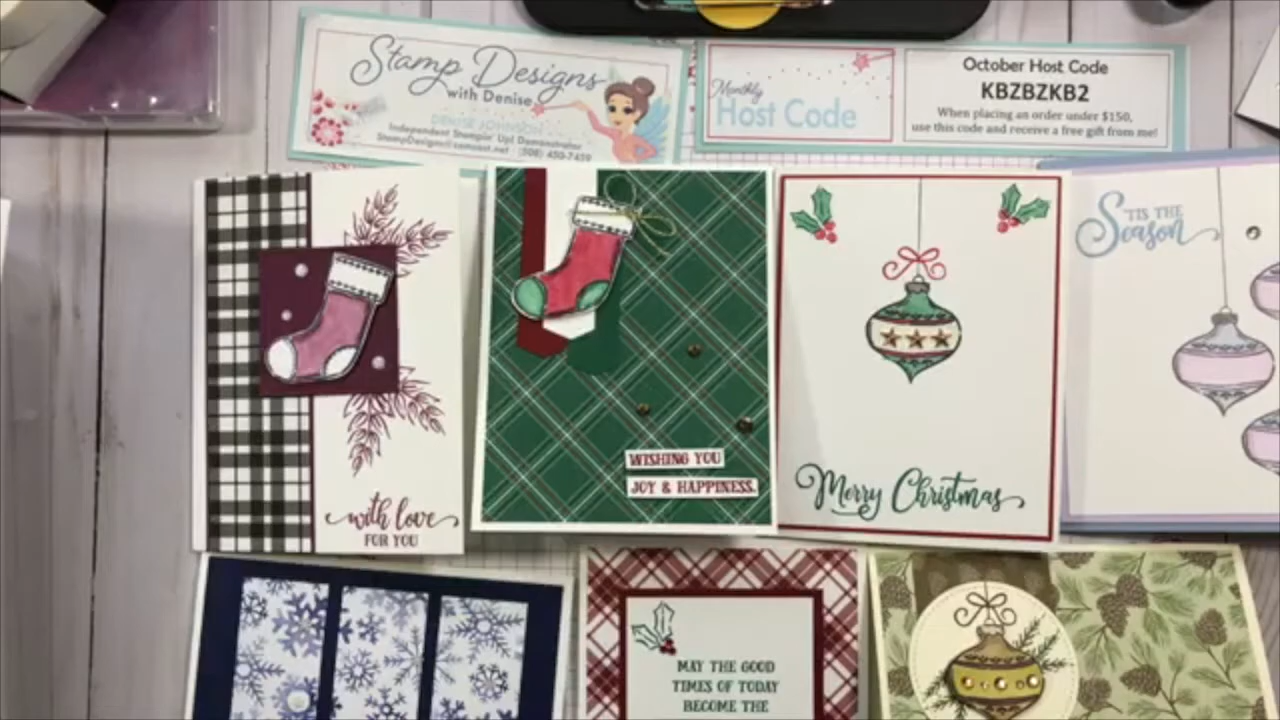 Stamp Designs
with Denise
DENISE JOHNSON
Independent Stampin' Up! Demonstrator
Monthly
Host Code
October Host Code
KBZBZKB2
When placing an order under $150,
use this code and receive a free gift from me!
with love
FOR YOU
WISHING YOU
JOY & HAPPINESS.
Merry Christmas
'TIS THE
Season
MAY THE GOOD
TIMES OF TODAY
BECOME THE